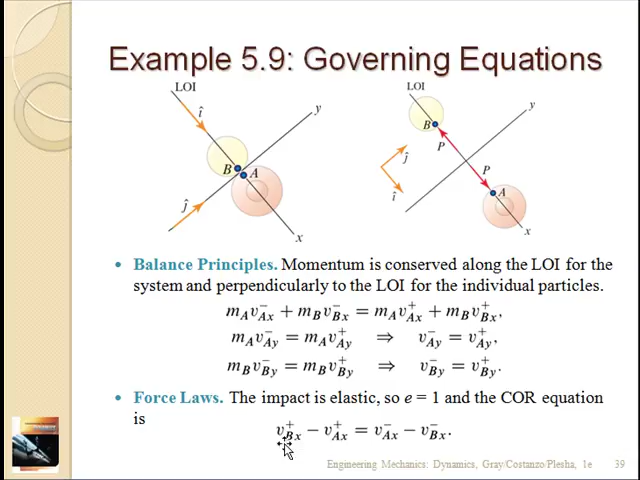 Example 5.9: Governing Equations
LOI
î
y
B
A
ĵ
x
LOI
y
B
P
ĵ
P
î
A
x
• Balance Principles. Momentum is conserved along the LOI for the
system and perpendicularly to the LOI for the individual particles.
m_A v_{Ax}^- + m_B v_{Bx}^- = m_A v_{Ax}^+ + m_B v_{Bx}^+,
m_A v_{Ay}^- = m_A v_{Ay}^+ ⇒ v_{Ay}^- = v_{Ay}^+,
m_B v_{By}^- = m_B v_{By}^+ ⇒ v_{By}^- = v_{By}^+.
• Force Laws. The impact is elastic, so e = 1 and the COR equation
is
v_{Bx}^+ − v_{Ax}^+ = v_{Ax}^- − v_{Bx}^-.
Engineering Mechanics: Dynamics, Gray/Costanzo/Plesha, 1e 39